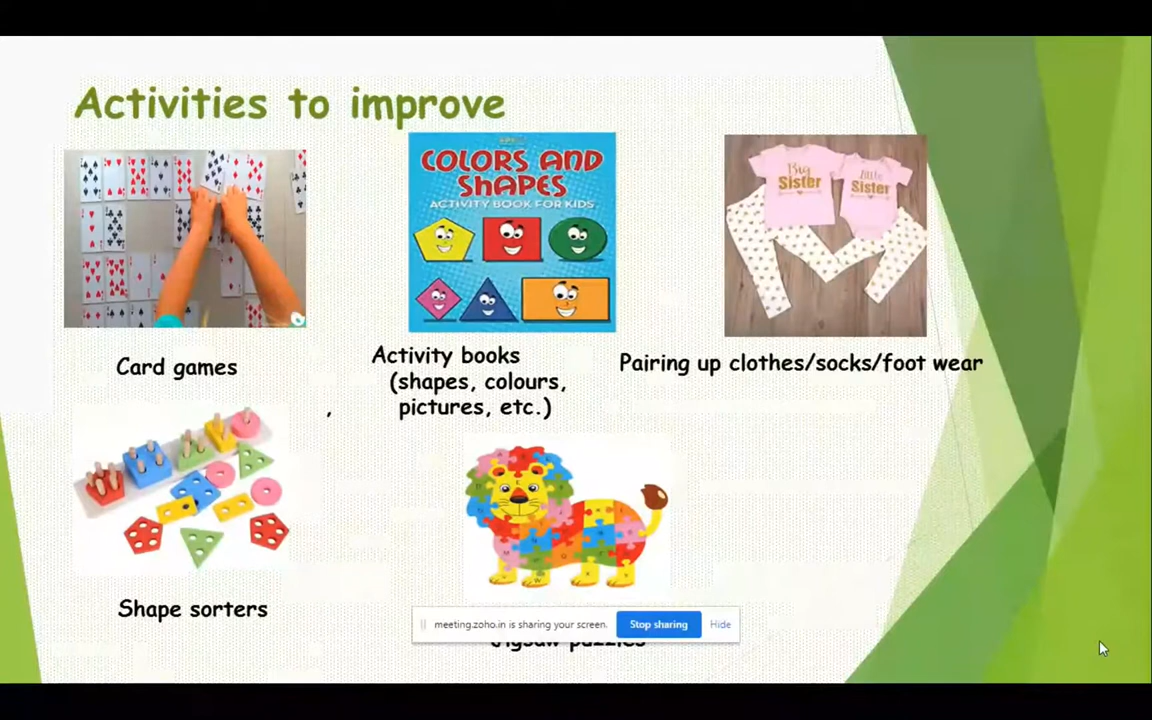 Activities to improve
COLORS AND
SHAPES
ACTIVITY BOOK FOR KIDS
Big
Sister
Little
Sister
Card games
Activity books
(shapes, colours,
, pictures, etc.)
Pairing up clothes/socks/foot wear
Shape sorters
meeting.zoho.in is sharing your screen.
Stop sharing
Hide
Jigsaw puzzles